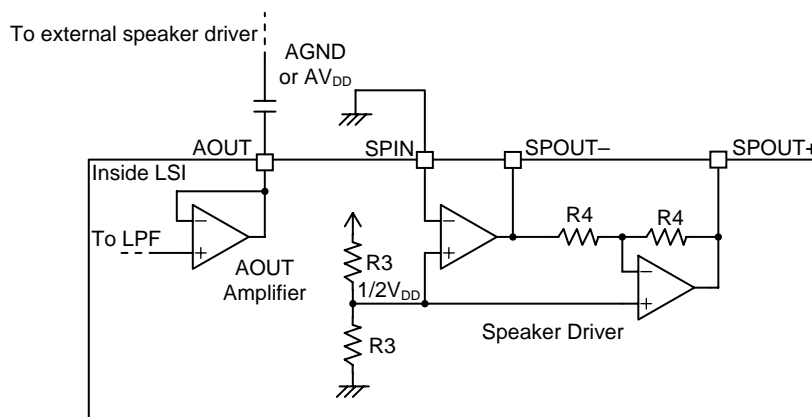 To external speaker driver
AGND
or AVDD
AOUT
SPIN
SPOUT–
SPOUT+
Inside LSI
−
+
To LPF
AOUT
Amplifier
R3
1/2VDD
R3
−
+
R4
R4
−
+
Speaker Driver